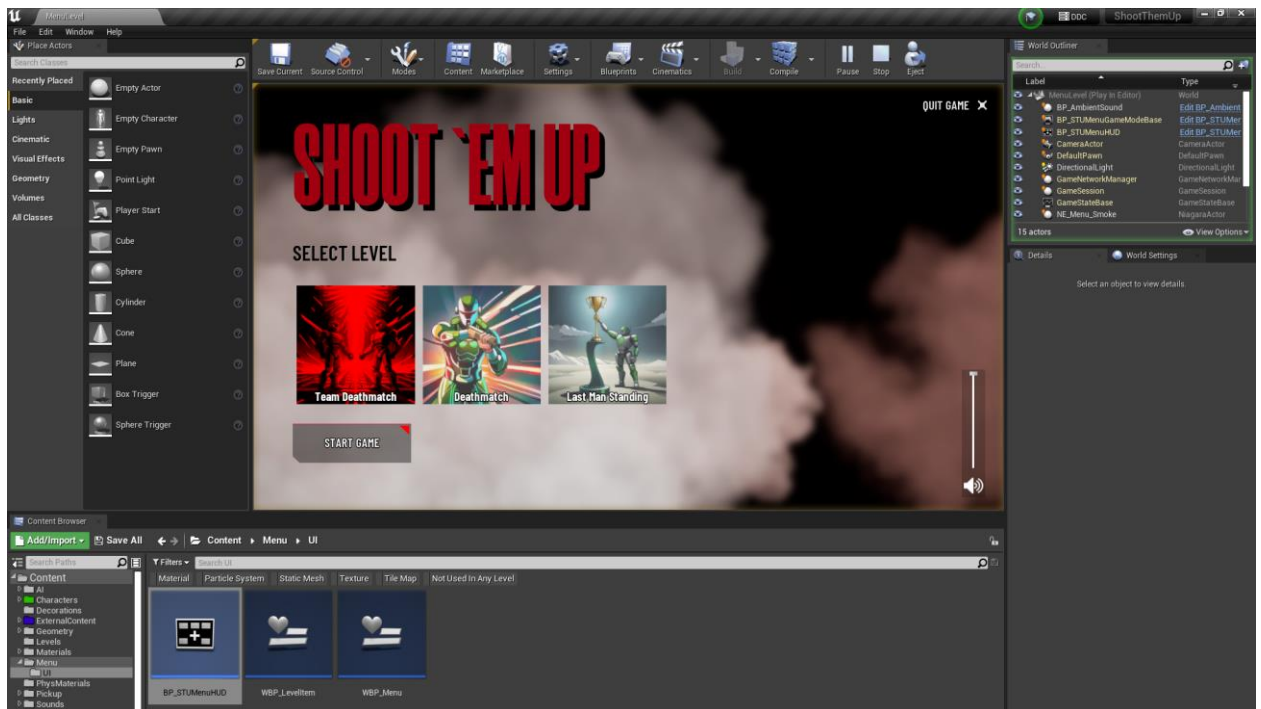 MenuLevel
DDC
ShootThemUp
File Edit Window Help
Place Actors
Search Classes
Recently Placed
Basic
Lights
Cinematic
Visual Effects
Geometry
Volumes
All Classes
Empty Actor
Empty Character
Empty Pawn
Point Light
Player Start
Cube
Sphere
Cylinder
Cone
Plane
Box Trigger
Sphere Trigger
Save Current Source Control Modes Content Marketplace Settings Blueprints Cinematics Build Compile Pause Stop Eject
QUIT GAME
SHOOT `EM UP
SELECT LEVEL
Team Deathmatch
Deathmatch
Last Man Standing
START GAME
World Outliner
Search...
Label Type
MenuLevel (Play In Editor) World
BP_AmbientSound Edit BP_Ambient
BP_STUMenuGameModeBase Edit BP_STUMer
BP_STUMenuHUD Edit BP_STUMer
CameraActor CameraActor
DefaultPawn DefaultPawn
DirectionalLight DirectionalLight
GameNetworkManager GameNetworkMar
GameSession GameSession
GameStateBase GameStateBase
NE_Menu_Smoke NiagaraActor
15 actors View Options
Details World Settings
Select an object to view details.
Content Browser
Add/Import Save All Content Menu UI
Search Paths
Filters Search UI
Material Particle System Static Mesh Texture Tile Map Not Used In Any Level
Content
AI
Characters
Decorations
ExternalContent
Geometry
Levels
Materials
Menu
UI
PhysMaterials
Pickup
Sounds
BP_STUMenuHUD
WBP_LevelItem
WBP_Menu